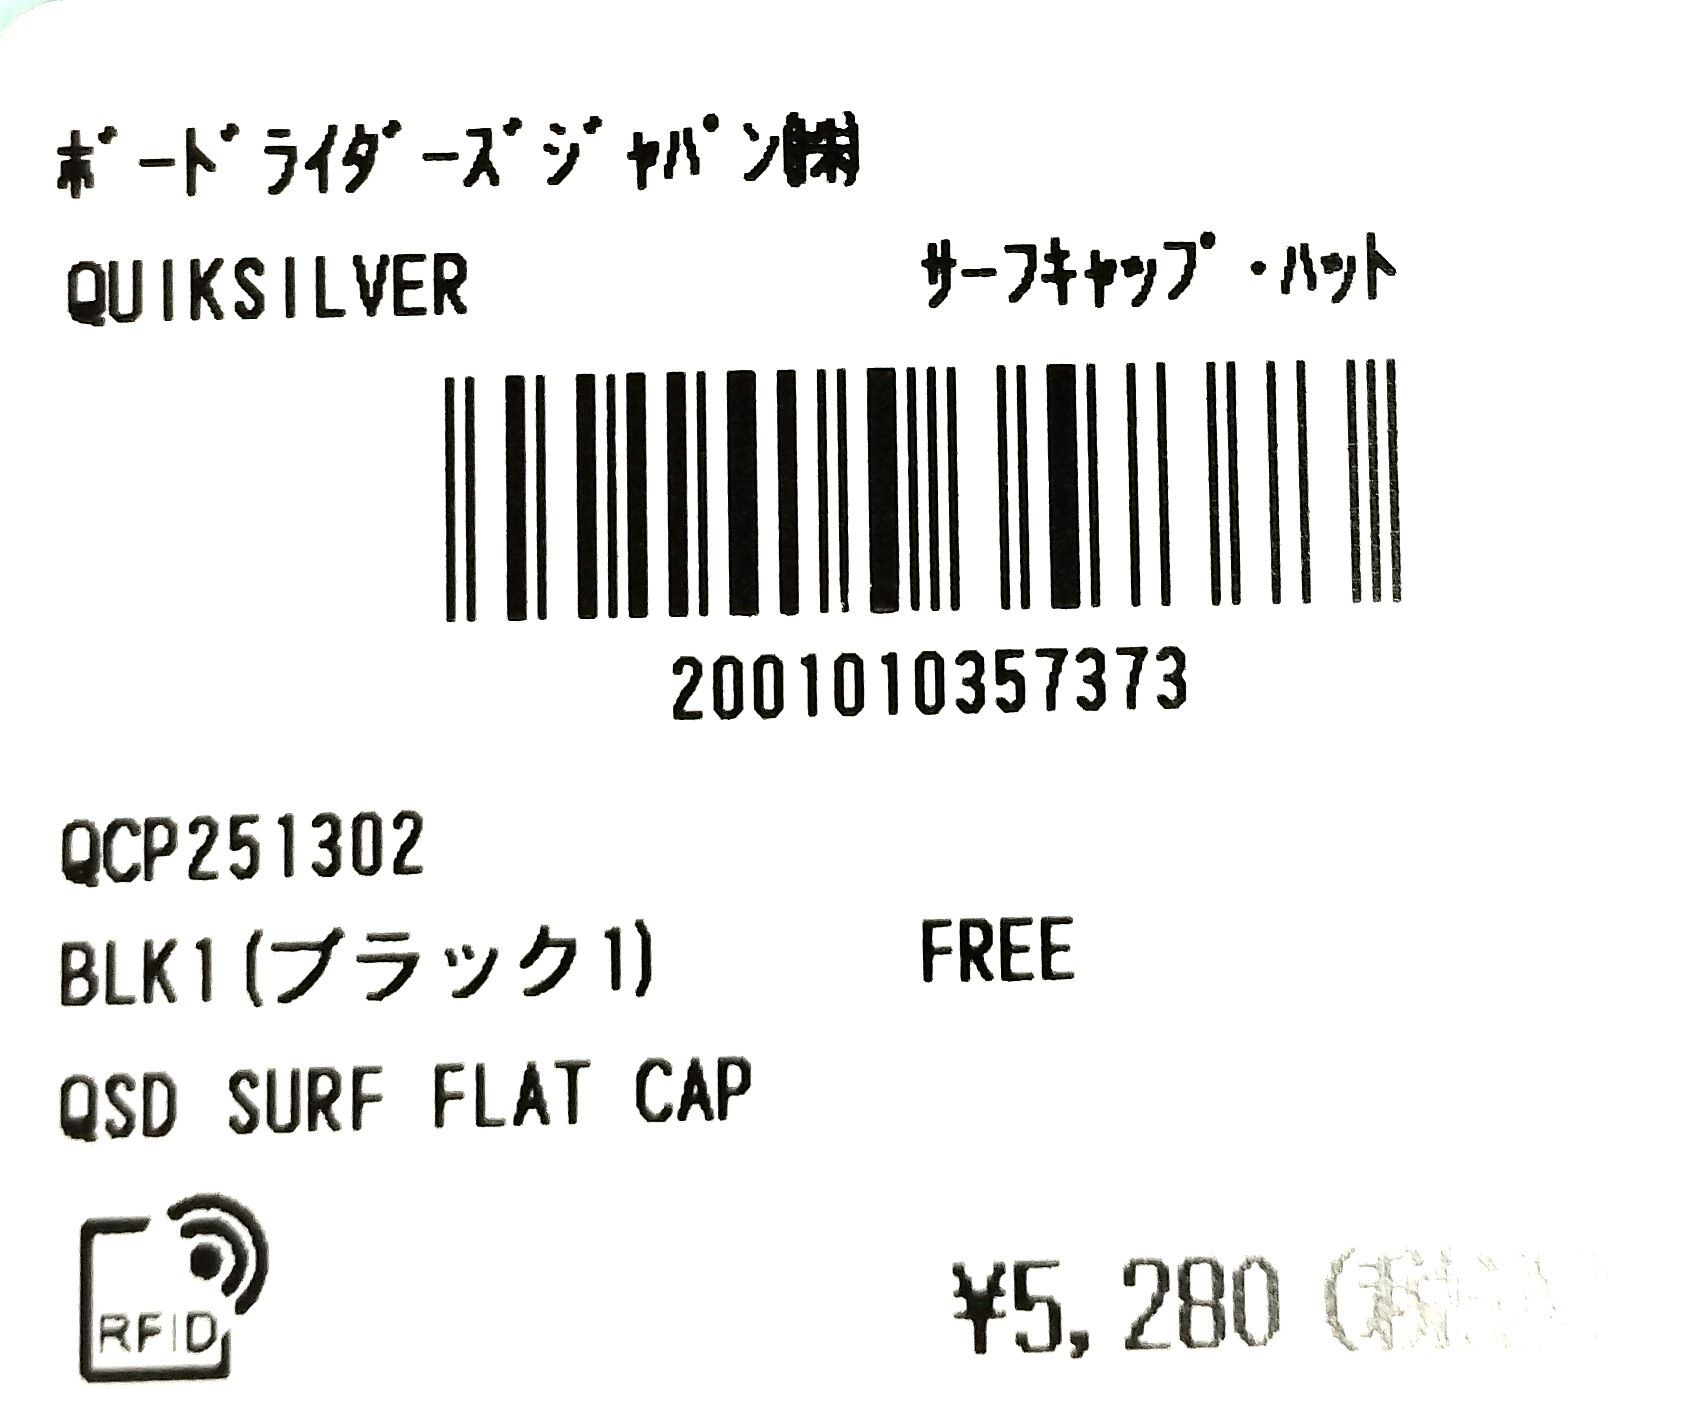 ﾎﾞｰﾄﾞﾗｲﾀﾞｰｽﾞｼﾞｬﾊﾟﾝ㈱
QUIKSILVER ｻｰﾌｷｬｯﾌﾟ・ﾊｯﾄ
2001010357373
QCP251302
BLK1(ブラック1) FREE
QSD SURF FLAT CAP
RFID
¥5,280